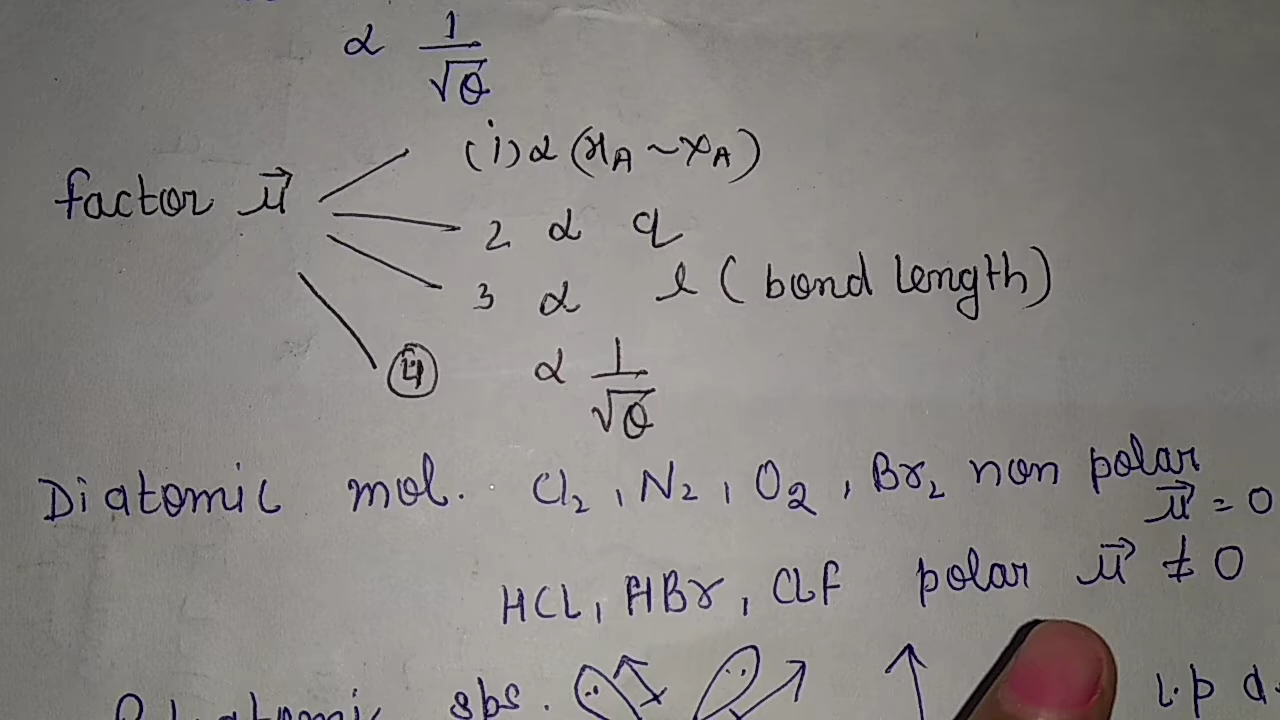 α 1/√θ
(i) α (xA ~ xA)
factor μ⃗
2 α q
3 α l (bond length)
④ α 1/√θ
Diatomic mol. Cl₂, N₂, O₂, Br₂ non polar
μ⃗ = 0
HCL, HBr, CLF polar μ⃗ ≠ 0
l.p d.